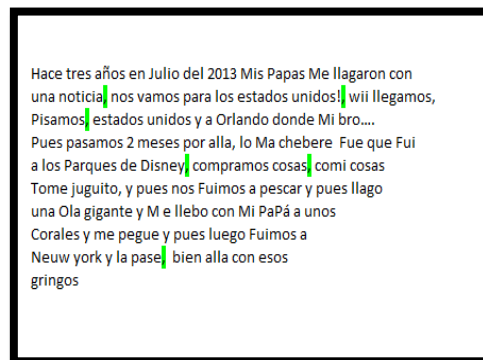 Hace tres años en Julio del 2013 Mis Papas Me llagaron con
una noticia, nos vamos para los estados unidos!, wii llegamos,
Pisamos, estados unidos y a Orlando donde Mi bro....
Pues pasamos 2 meses por alla, lo Ma chebere  Fue que Fui
a los Parques de Disney, compramos cosas, comi cosas
Tome juguito, y pues nos Fuimos a pescar y pues llago
una Ola gigante y M e llebo con Mi PaPá a unos
Corales y me pegue y pues luego Fuimos a
Neuw york y la pase,  bien alla con esos
gringos